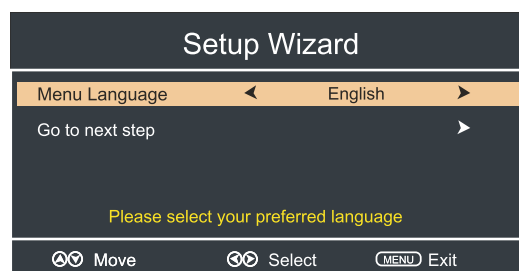 Setup Wizard
Menu Language English
Go to next step
Please select your preferred language
Move Select MENU Exit